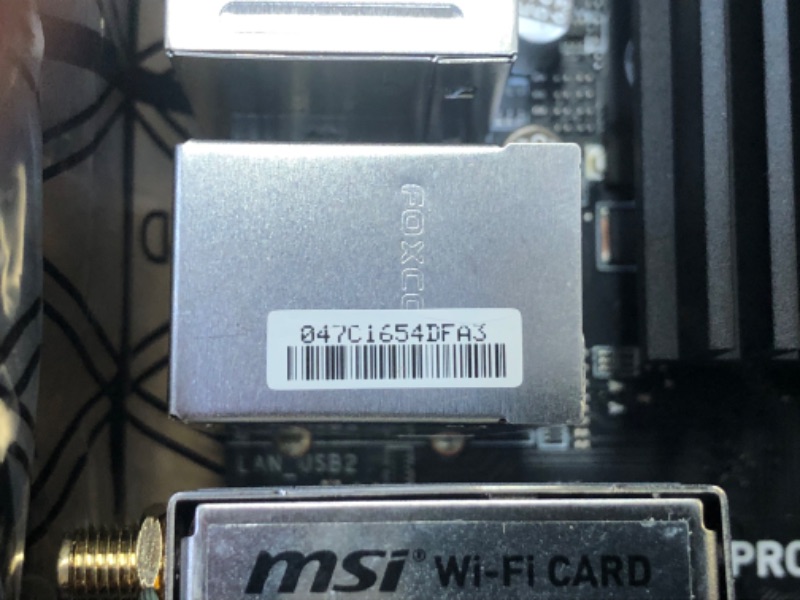 FOXCO
047C1654DFA3
LAN_USB2
msi® Wi-Fi CARD
PRO